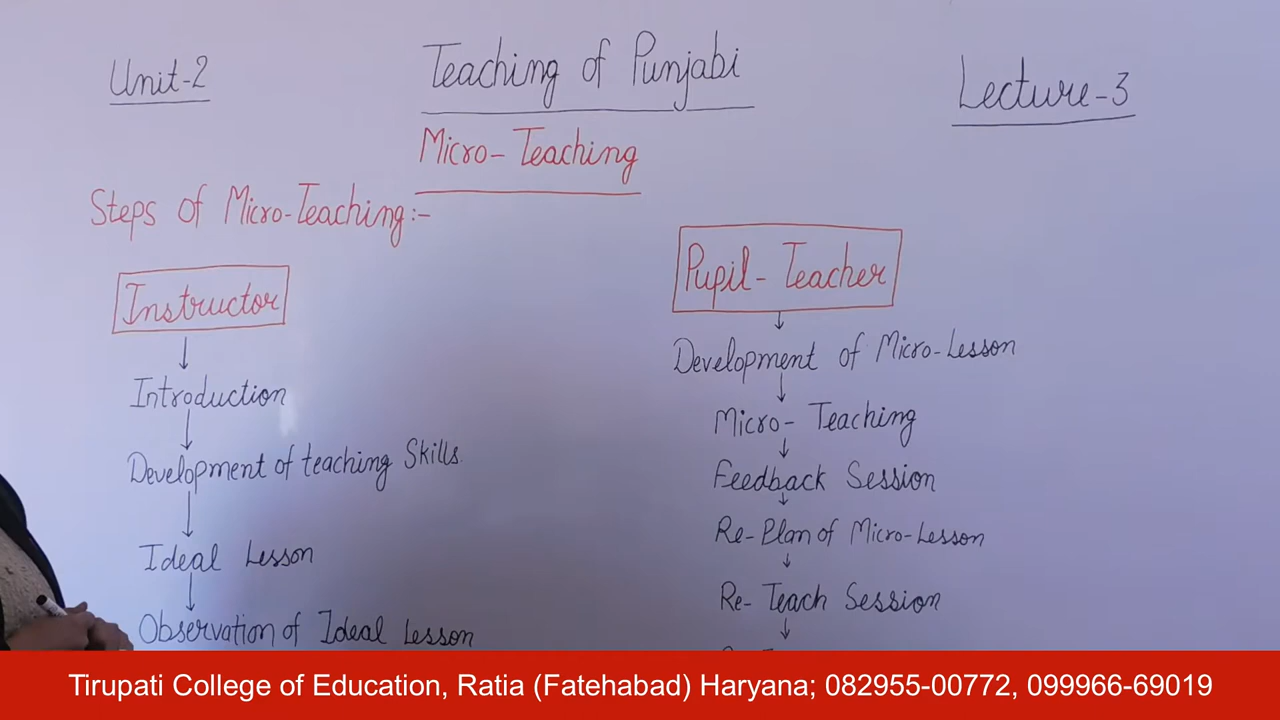 Unit-2
Teaching of Punjabi
Lecture-3
Micro-Teaching
Steps of Micro-Teaching:-
Instructor
Introduction
Development of teaching Skills.
Ideal Lesson
Observation of Ideal Lesson
Pupil-Teacher
Development of Micro-Lesson
Micro-Teaching
Feedback Session
Re-Plan of Micro-Lesson
Re-Teach Session
Tirupati College of Education, Ratia (Fatehabad) Haryana; 082955-00772, 099966-69019